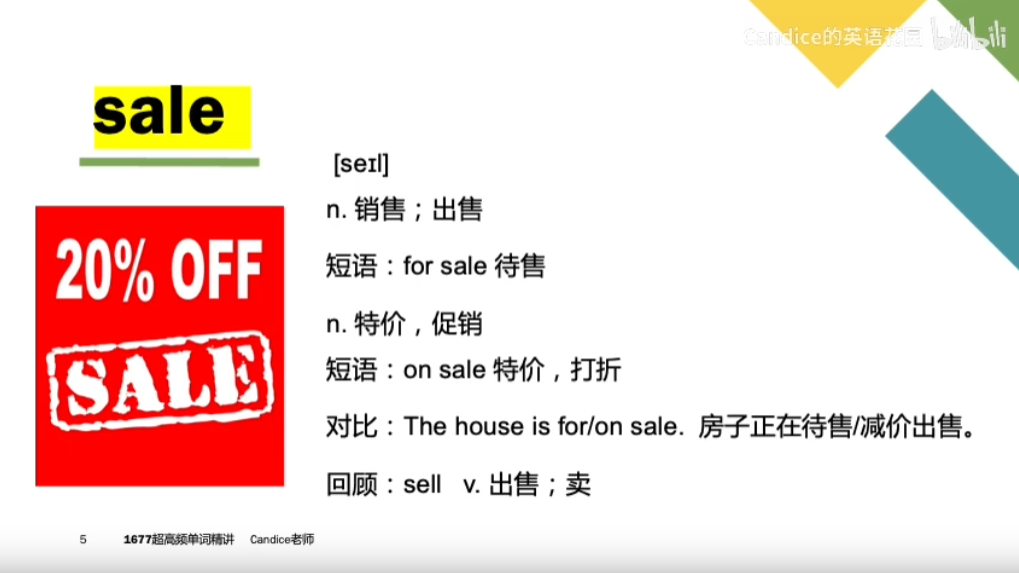 Candice的英语花园 bilibili
sale
[seɪl]
n. 销售；出售
短语：for sale 待售
n. 特价，促销
短语：on sale 特价，打折
对比：The house is for/on sale. 房子正在待售/减价出售。
回顾：sell v. 出售；卖
20% OFF
SALE
5 1677超高频单词精讲 Candice老师